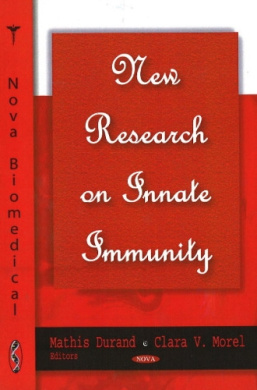 Nova Biomedical
New
Research
on Innate
Immunity
Mathis Durand e Clara V. Morel
Editors
NOVA